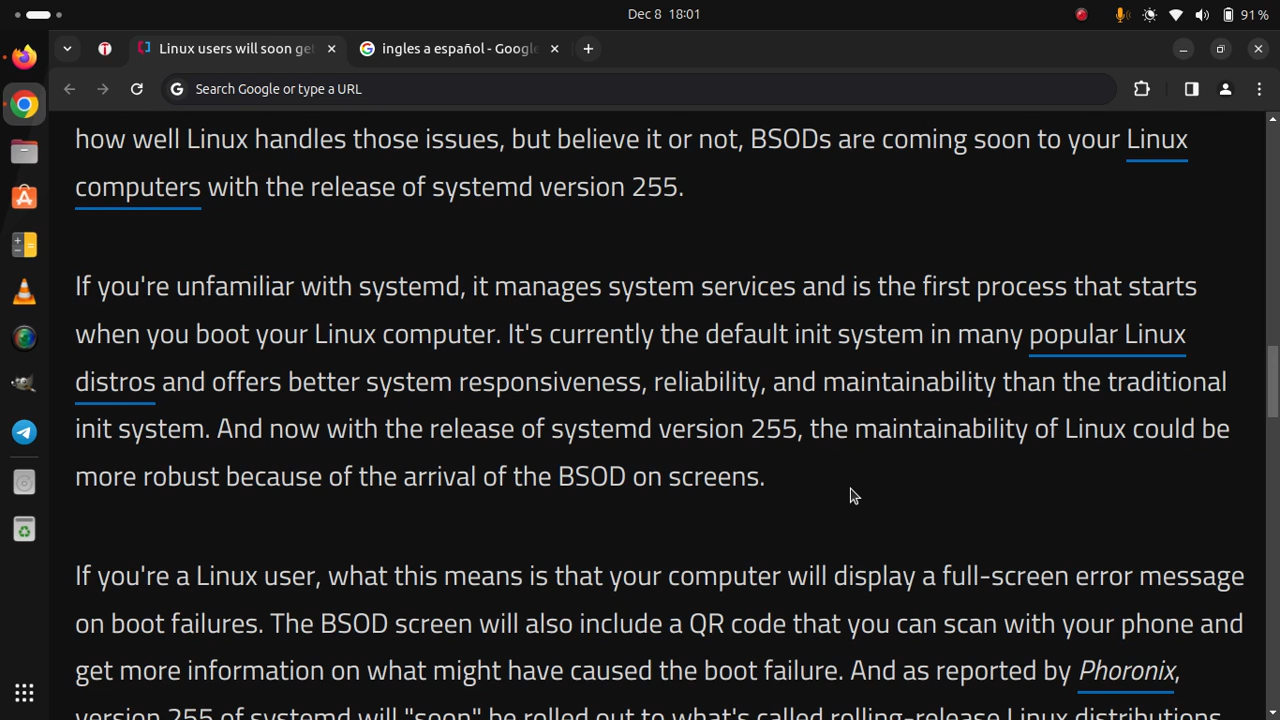 Dec 8 18:01
91 %
Linux users will soon get
ingles a español - Google
Search Google or type a URL
how well Linux handles those issues, but believe it or not, BSODs are coming soon to your Linux
computers with the release of systemd version 255.
If you're unfamiliar with systemd, it manages system services and is the first process that starts
when you boot your Linux computer. It's currently the default init system in many popular Linux
distros and offers better system responsiveness, reliability, and maintainability than the traditional
init system. And now with the release of systemd version 255, the maintainability of Linux could be
more robust because of the arrival of the BSOD on screens.
If you're a Linux user, what this means is that your computer will display a full-screen error message
on boot failures. The BSOD screen will also include a QR code that you can scan with your phone and
get more information on what might have caused the boot failure. And as reported by Phoronix,
version 255 of systemd will "soon" be rolled out to what's called rolling-release Linux distributions